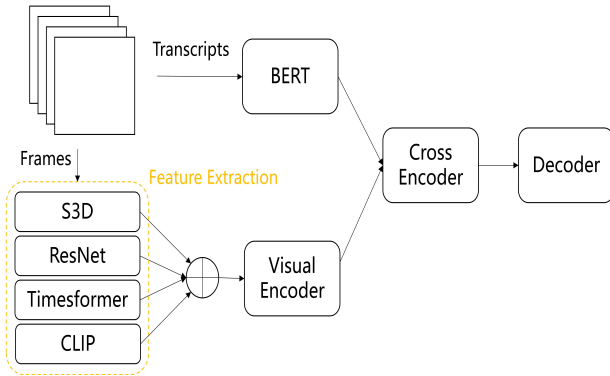 Transcripts
BERT
Frames
Feature Extraction
S3D
ResNet
Timesformer
CLIP
Visual
Encoder
Cross
Encoder
Decoder